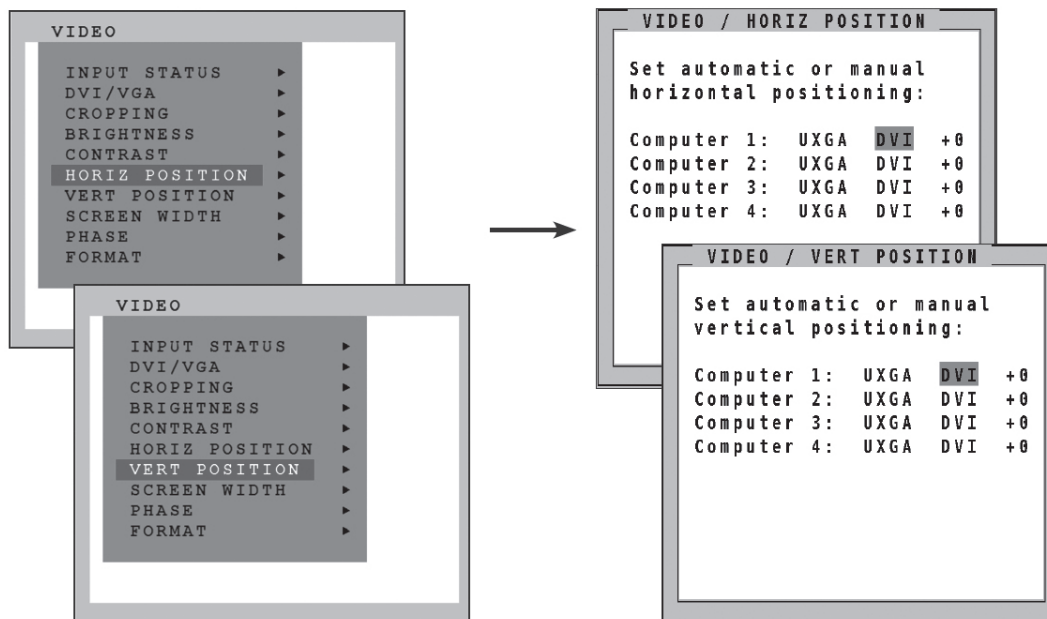 VIDEO
INPUT STATUS ▶
DVI/VGA ▶
CROPPING ▶
BRIGHTNESS ▶
CONTRAST ▶
HORIZ POSITION ▶
VERT POSITION ▶
SCREEN WIDTH ▶
PHASE ▶
FORMAT ▶
VIDEO
INPUT STATUS ▶
DVI/VGA ▶
CROPPING ▶
BRIGHTNESS ▶
CONTRAST ▶
HORIZ POSITION ▶
VERT POSITION ▶
SCREEN WIDTH ▶
PHASE ▶
FORMAT ▶
VIDEO / HORIZ POSITION
Set automatic or manual
horizontal positioning:
Computer 1: UXGA DVI +0
Computer 2: UXGA DVI +0
Computer 3: UXGA DVI +0
Computer 4: UXGA DVI +0
VIDEO / VERT POSITION
Set automatic or manual
vertical positioning:
Computer 1: UXGA DVI +0
Computer 2: UXGA DVI +0
Computer 3: UXGA DVI +0
Computer 4: UXGA DVI +0